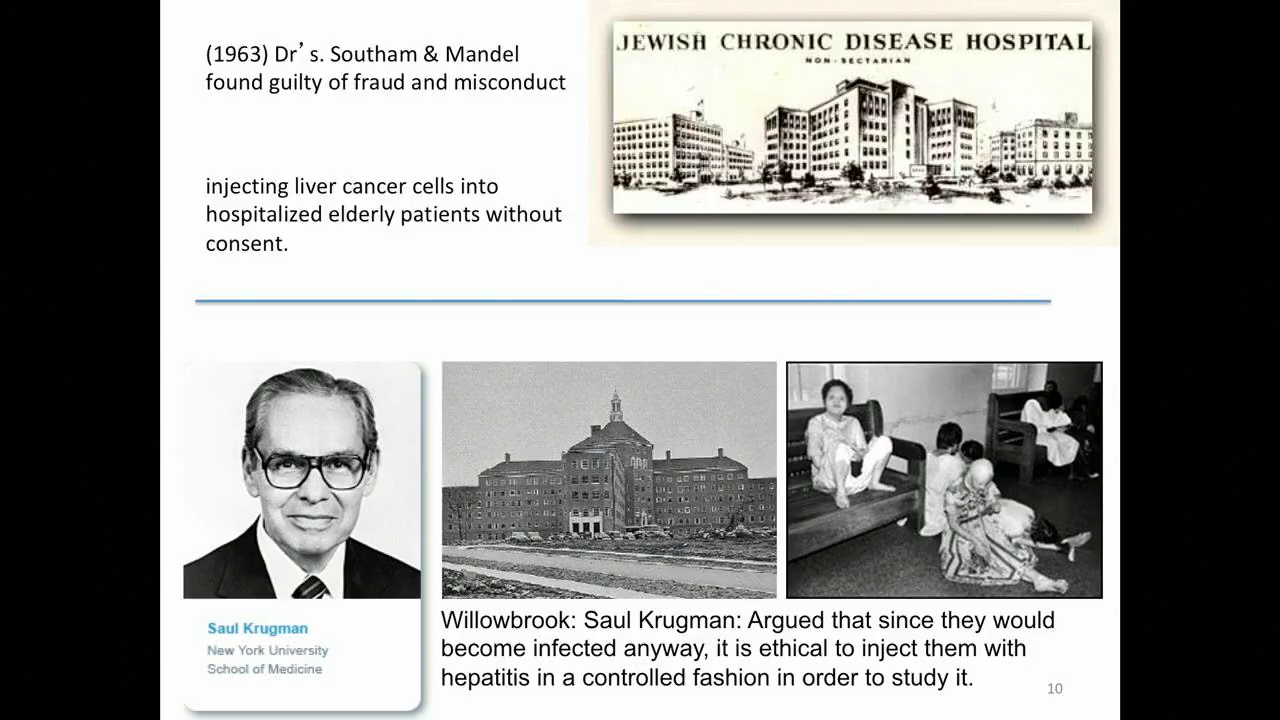 (1963) Dr’s. Southam & Mandel
found guilty of fraud and misconduct
injecting liver cancer cells into
hospitalized elderly patients without
consent.
JEWISH CHRONIC DISEASE HOSPITAL
NON-SECTARIAN
Saul Krugman
New York University
School of Medicine
Willowbrook: Saul Krugman: Argued that since they would
become infected anyway, it is ethical to inject them with
hepatitis in a controlled fashion in order to study it.
10